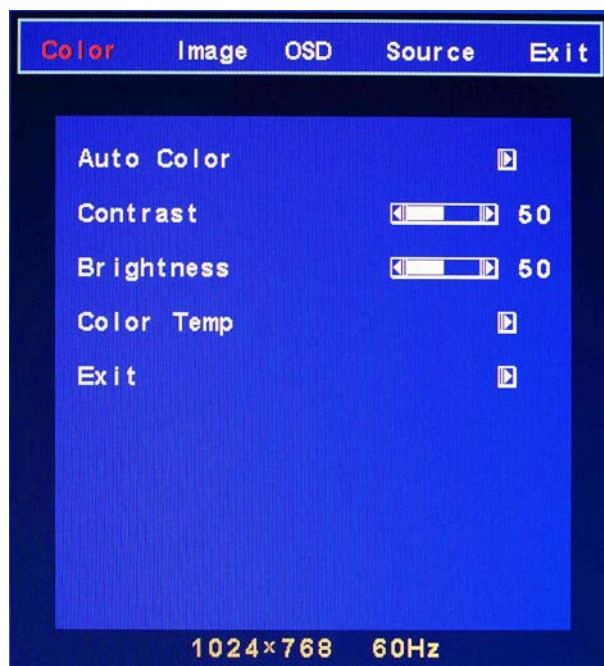 Color Image OSD Source Exit
Auto Color
Contrast 50
Brightness 50
Color Temp
Exit
1024×768 60Hz